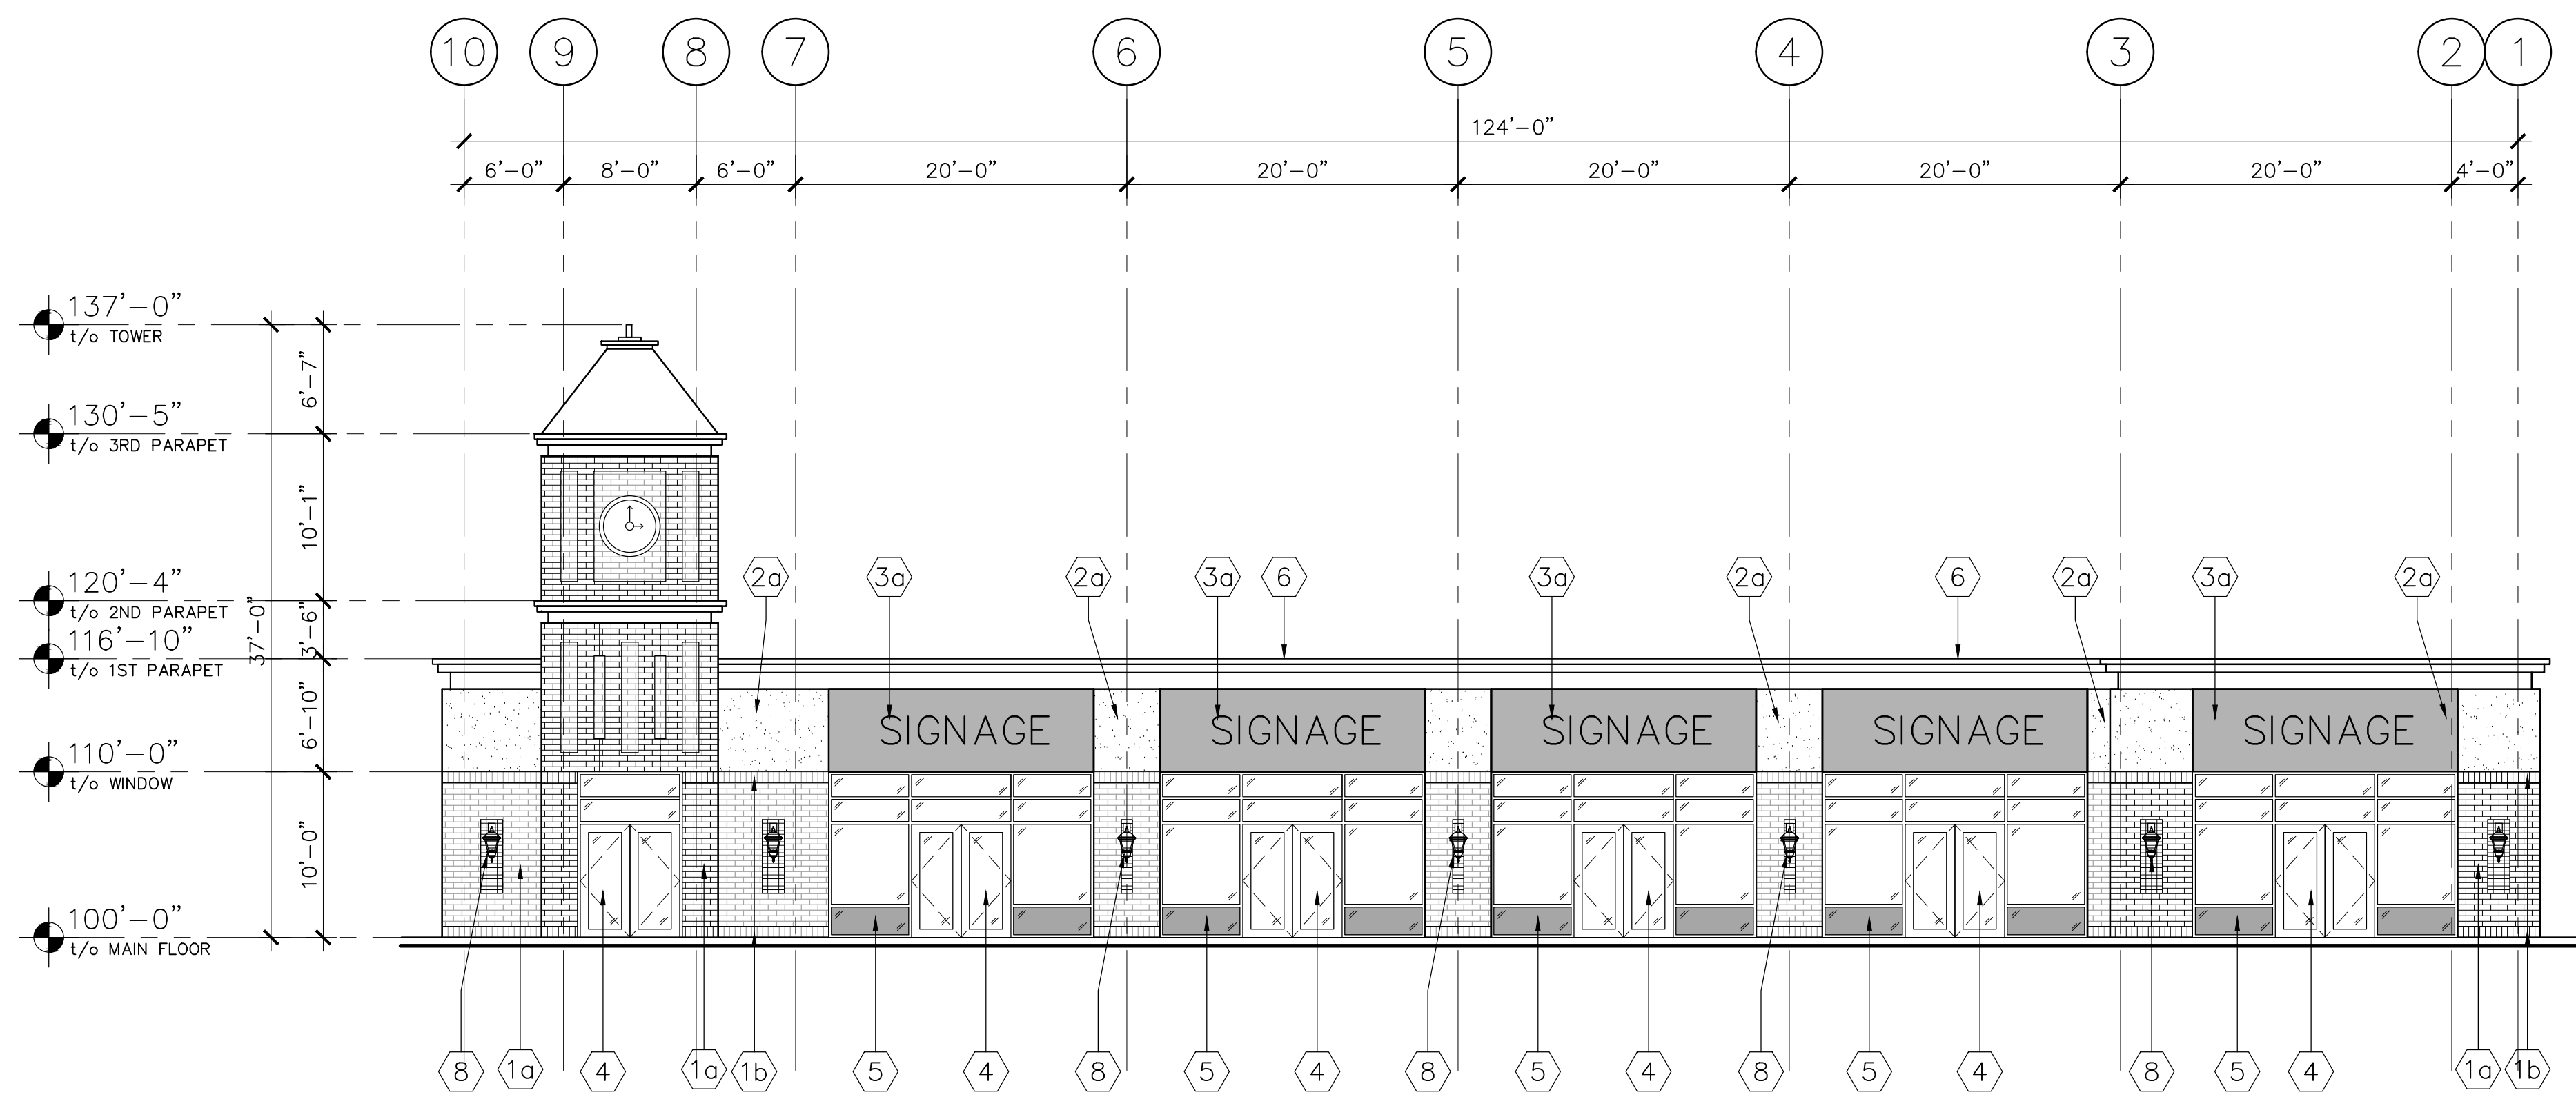 10 9 8 7 6 5 4 3 2 1
124'-0"
6'-0" 8'-0" 6'-0" 20'-0" 20'-0" 20'-0" 20'-0" 20'-0" 4'-0"
137'-0"
t/o TOWER
6'-7"
130'-5"
t/o 3RD PARAPET
10'-1"
120'-4"
t/o 2ND PARAPET
37'-0"
3'-6"
116'-10"
t/o 1ST PARAPET
6'-10"
110'-0"
t/o WINDOW
10'-0"
100'-0"
t/o MAIN FLOOR
2a 3a 2a 3a 6 3a 2a 6 2a 3a 2a
SIGNAGE SIGNAGE SIGNAGE SIGNAGE SIGNAGE
8 1a 4 1a 1b 5 4 8 5 4 8 5 4 8 5 4 8 5 4 1a 1b